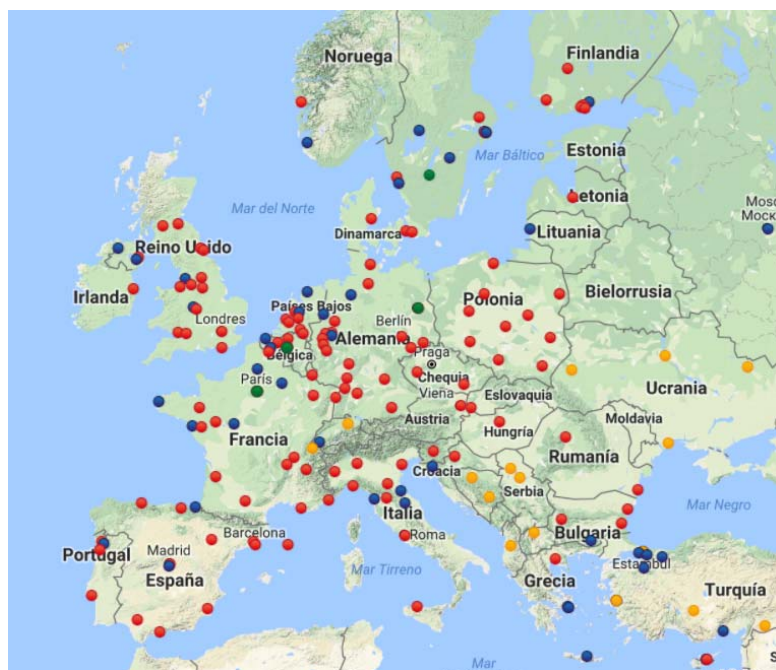 Noruega
Finlandia
Mar Báltico
Estonia
Letonia
Mosc
Моск
Mar del Norte
Dinamarca
Lituania
Reino Unido
Irlanda
Bielorrusia
Países Bajos
Polonia
Londres
Berlín
Alemania
Bélgica
Praga
París
Chequia
Ucrania
Viena
Eslovaquia
Austria
Moldavia
Francia
Hungría
Rumanía
Croacia
Serbia
Italia
Mar Negro
Barcelona
Bulgaria
Portugal
Madrid
Roma
Estambul
España
Mar Tirreno
Grecia
Turquía
Mar
S